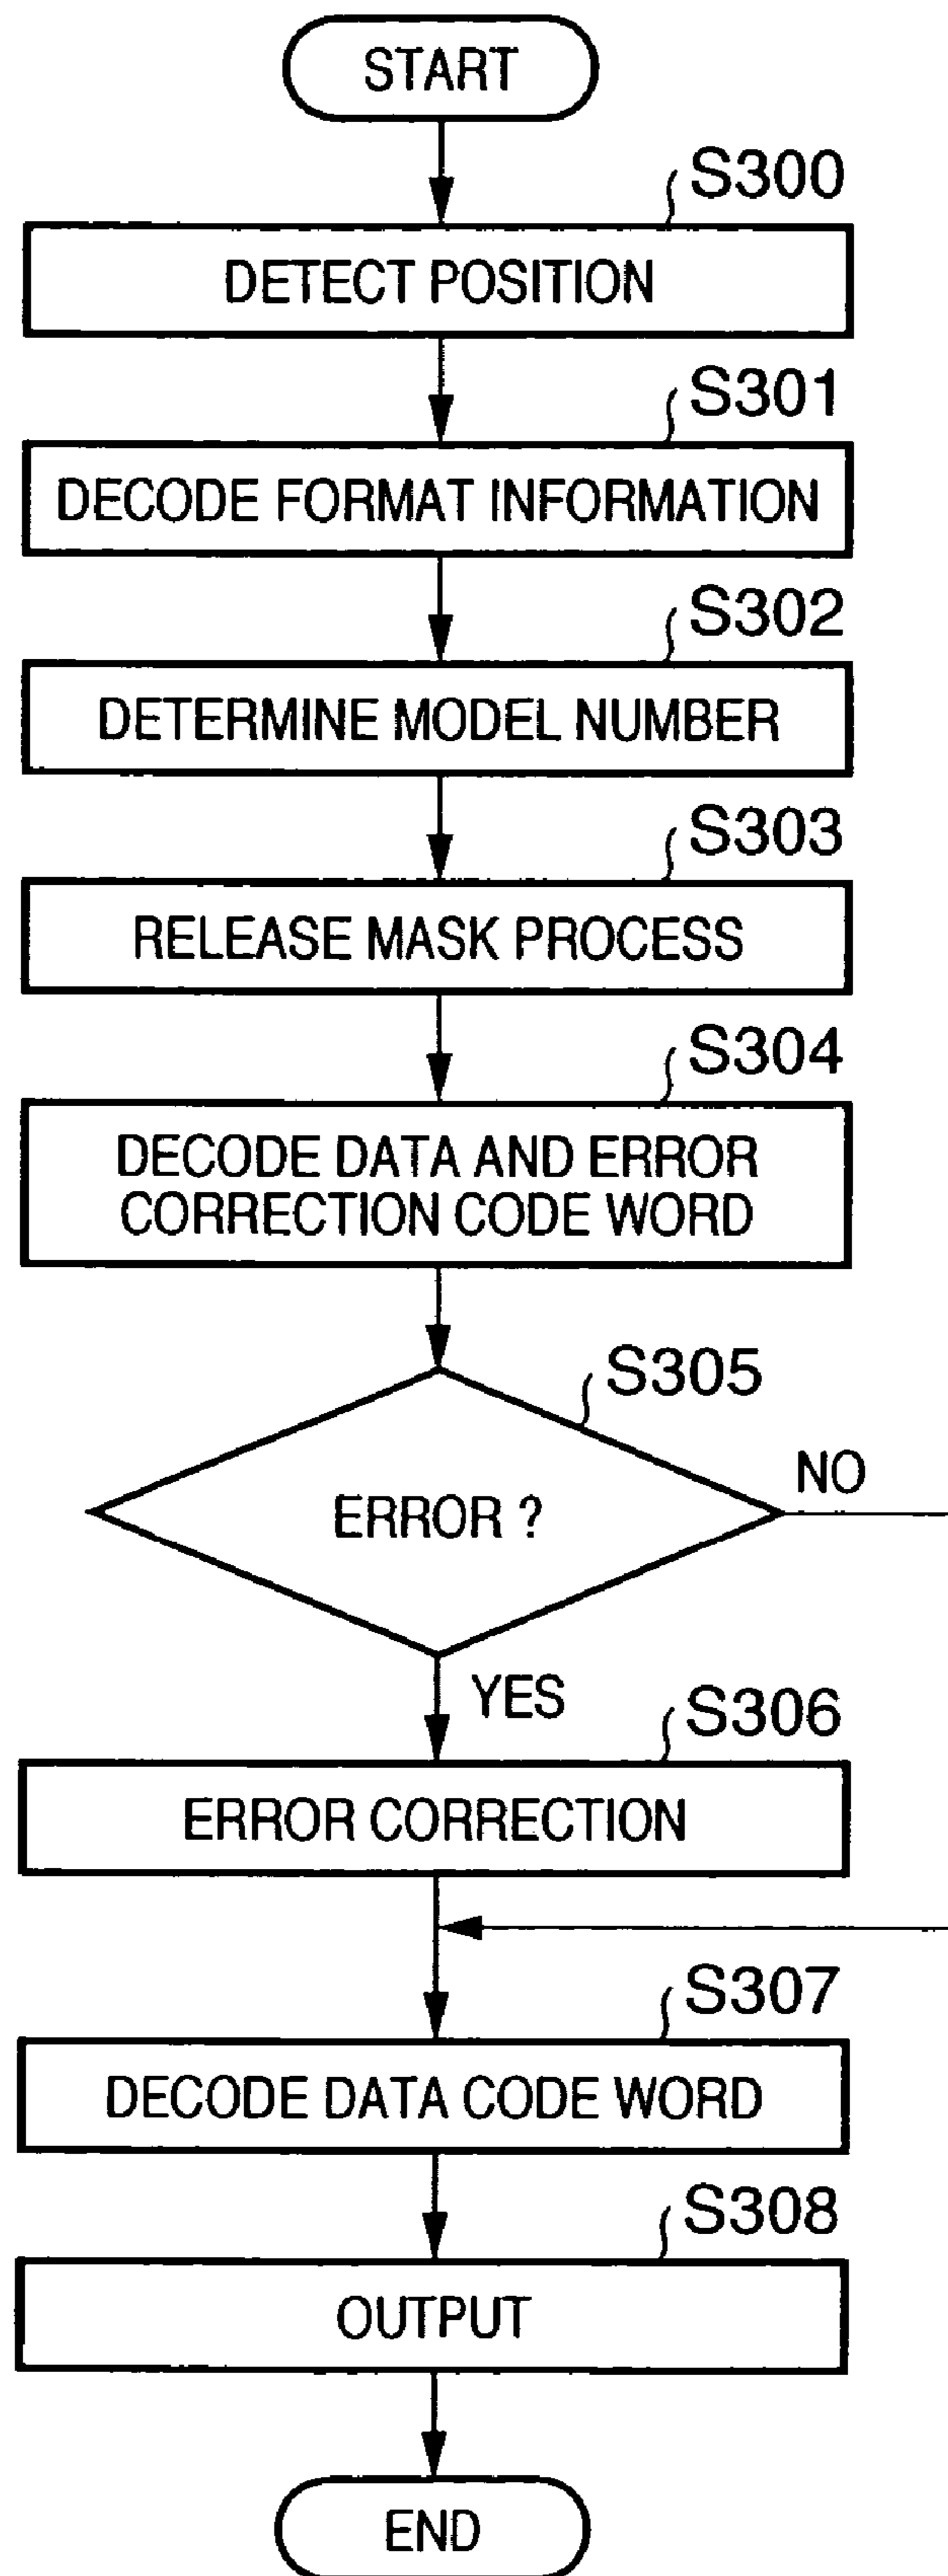 START
S300
DETECT POSITION
S301
DECODE FORMAT INFORMATION
S302
DETERMINE MODEL NUMBER
S303
RELEASE MASK PROCESS
S304
DECODE DATA AND ERROR
CORRECTION CODE WORD
S305
ERROR ?
NO
YES
S306
ERROR CORRECTION
S307
DECODE DATA CODE WORD
S308
OUTPUT
END